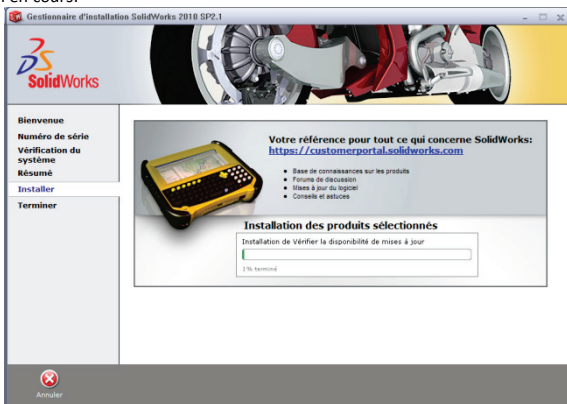 en cours.
Gestionnaire d'installation SolidWorks 2010 SP2.1
SolidWorks
Bienvenue
Numéro de série
Vérification du
système
Résumé
Installer
Terminer
Votre référence pour tout ce qui concerne SolidWorks:
https://customerportal.solidworks.com
Base de connaissances sur les produits
Forums de discussion
Mises à jour du logiciel
Conseils et astuces
Installation des produits sélectionnés
Installation de Vérifier la disponibilité de mises à jour
1% terminé
Annuler